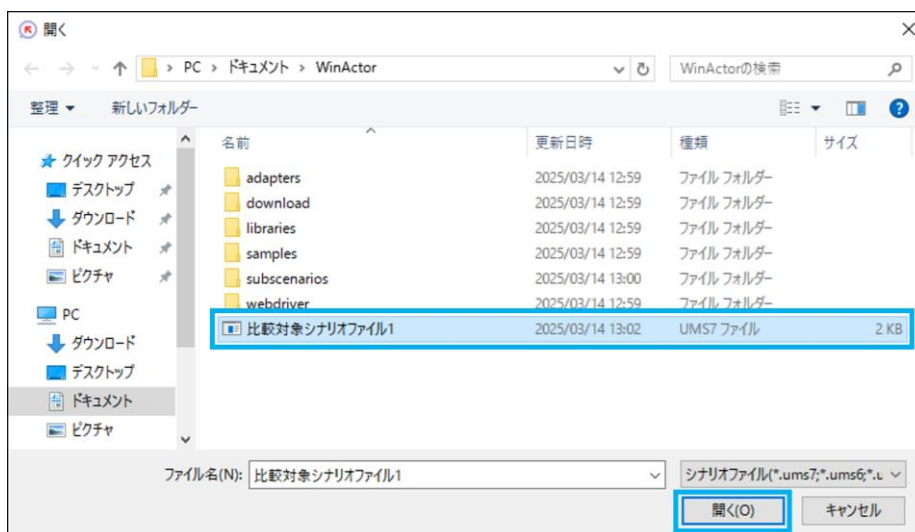 開く
PC › ドキュメント › WinActor
WinActorの検索
整理
新しいフォルダー
名前 更新日時 種類 サイズ
クイック アクセス
デスクトップ
ダウンロード
ドキュメント
ピクチャ
PC
ダウンロード
デスクトップ
ドキュメント
ピクチャ
adapters 2025/03/14 12:59 ファイル フォルダー
download 2025/03/14 12:59 ファイル フォルダー
libraries 2025/03/14 12:59 ファイル フォルダー
samples 2025/03/14 12:59 ファイル フォルダー
subscenarios 2025/03/14 13:00 ファイル フォルダー
webdriver 2025/03/14 12:59 ファイル フォルダー
比較対象シナリオファイル1 2025/03/14 13:02 UMS7 ファイル 2 KB
ファイル名(N): 比較対象シナリオファイル1
シナリオファイル(*.ums7;*.ums6;*.u
開く(O) キャンセル